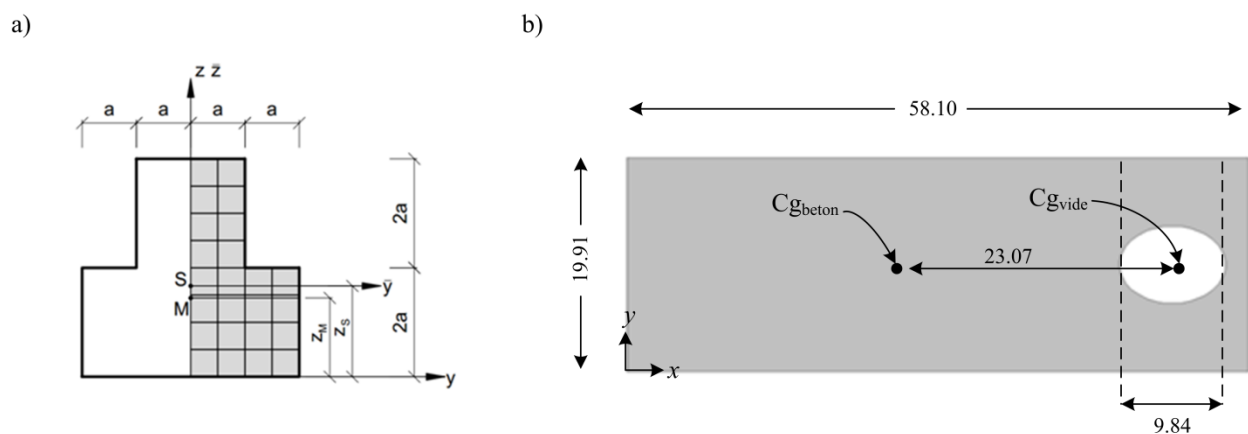 a)
z z̄
a a a a
2a
S
ȳ
M
z_M
z_S
2a
y
b)
58.10
Cg_beton
Cg_vide
19.91
23.07
y
x
9.84